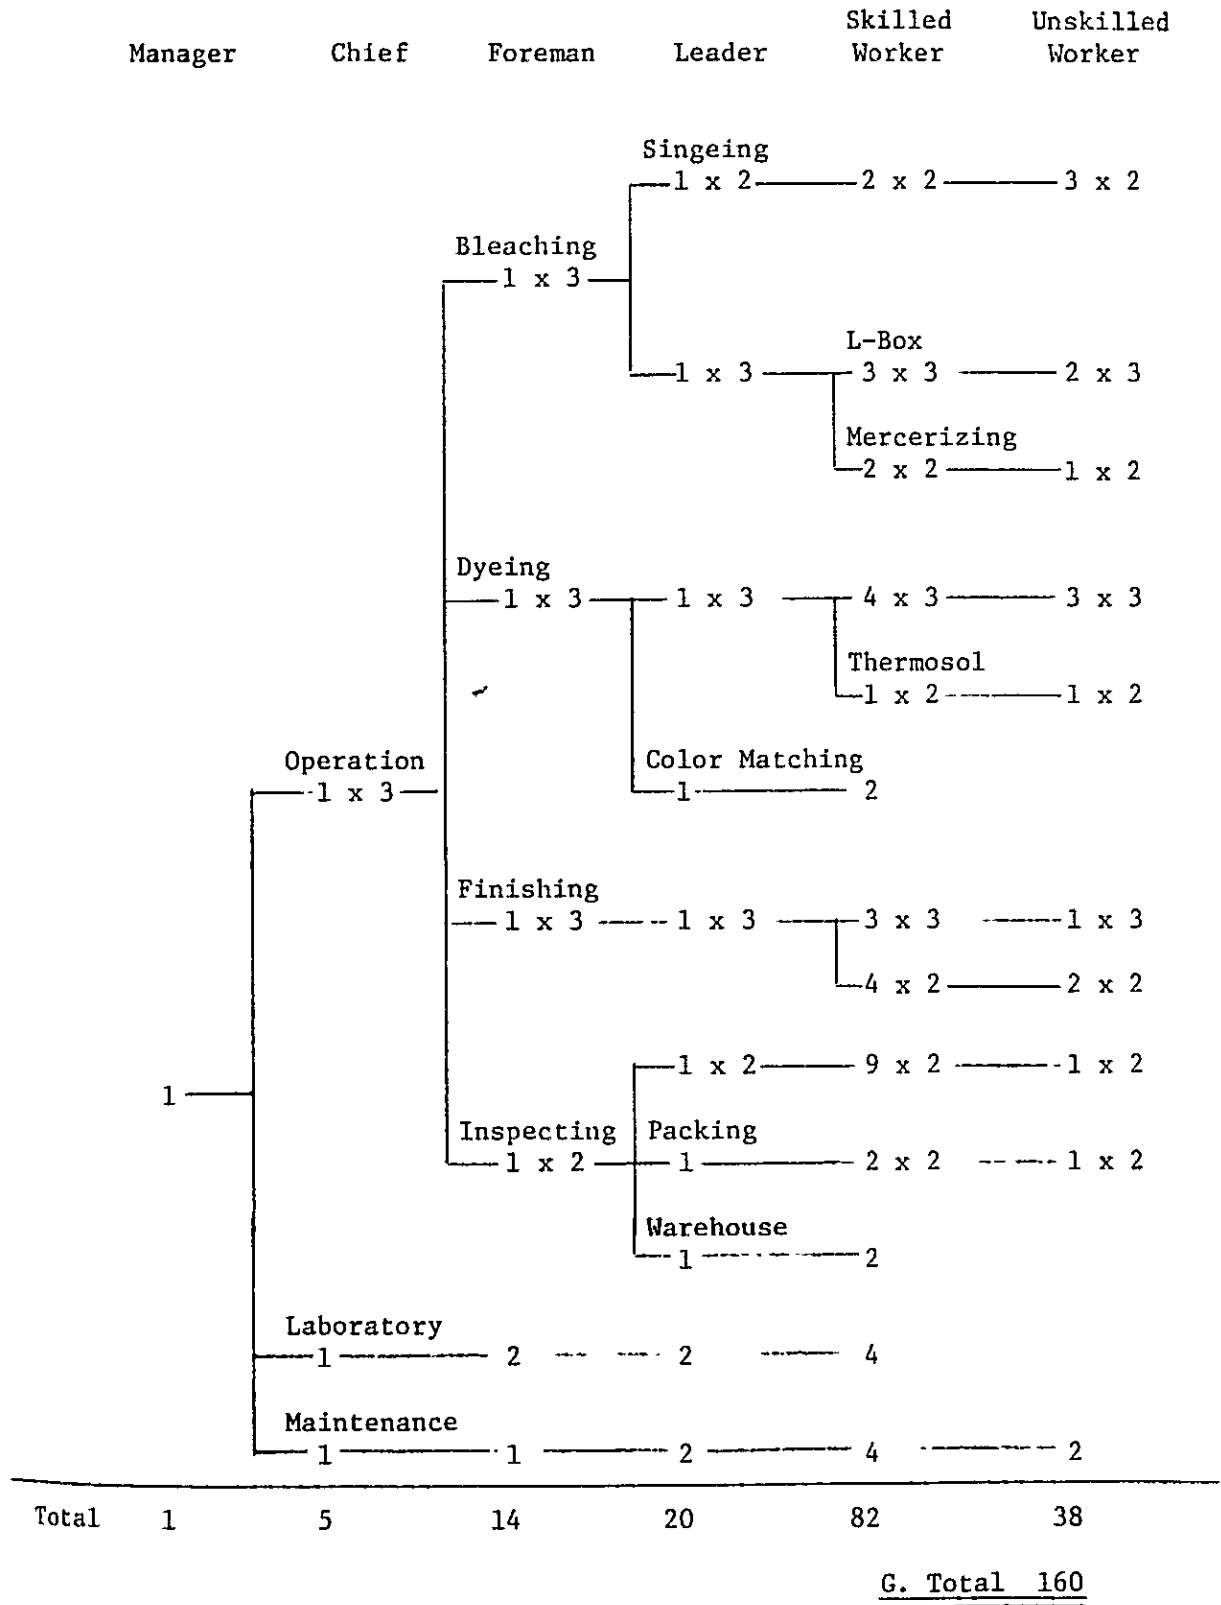 Manager Chief Foreman Leader Skilled Worker Unskilled Worker
Singeing
1 x 2 2 x 2 3 x 2
Bleaching
1 x 3
L-Box
1 x 3 3 x 3 2 x 3
Mercerizing
2 x 2 1 x 2
Dyeing
1 x 3 1 x 3 4 x 3 3 x 3
Thermosol
1 x 2 1 x 2
Operation Color Matching
1 x 3 1 2
Finishing
1 x 3 1 x 3 3 x 3 1 x 3
4 x 2 2 x 2
1 x 2 9 x 2 1 x 2
1
Inspecting Packing
1 x 2 1 2 x 2 1 x 2
Warehouse
1 2
Laboratory
1 2 2 4
Maintenance
1 1 2 4 2
Total 1 5 14 20 82 38
G. Total 160